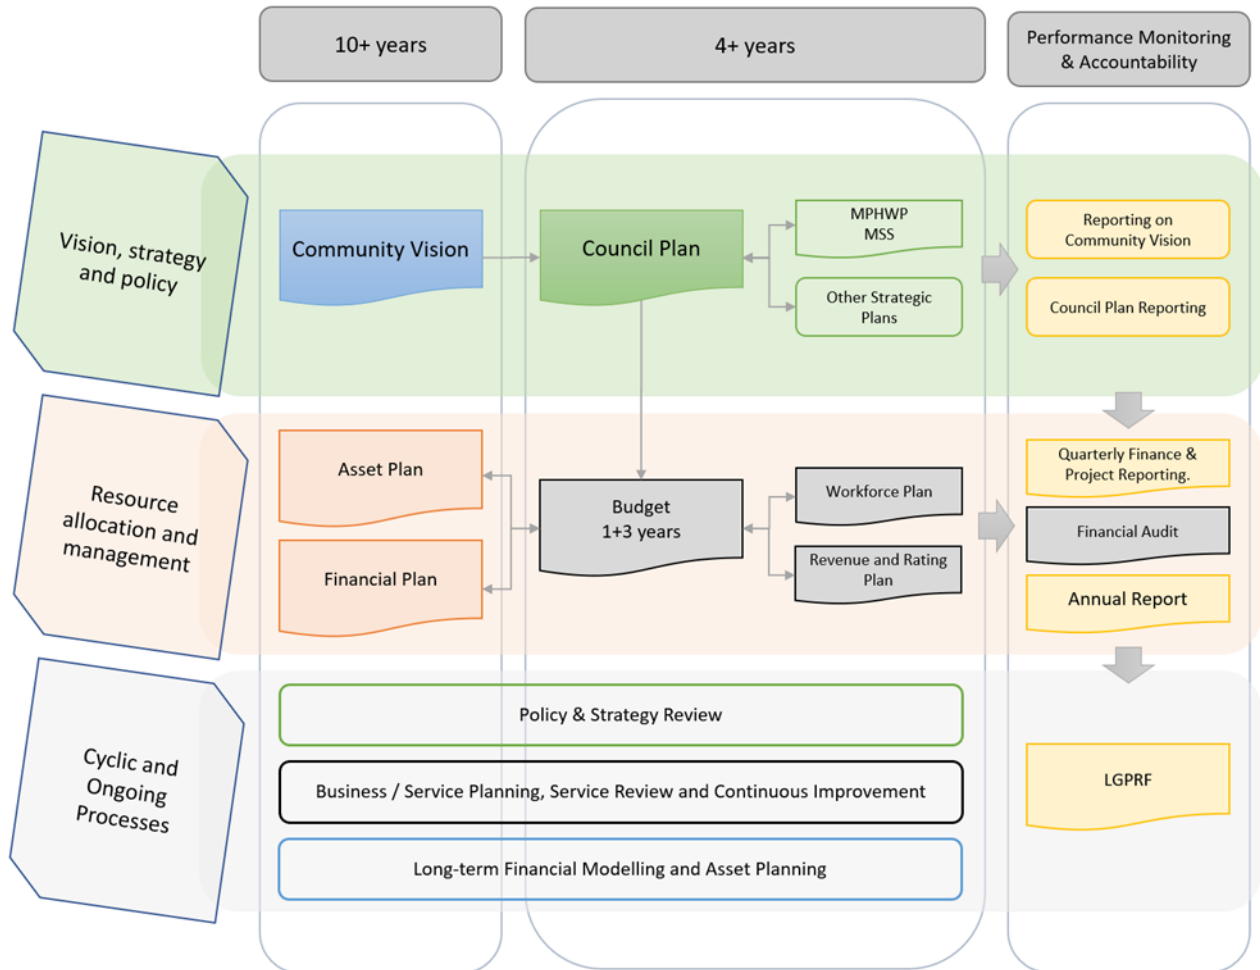 10+ years
4+ years
Performance Monitoring
& Accountability
Vision, strategy
and policy
Community Vision
Council Plan
MPHWP
MSS
Other Strategic
Plans
Reporting on
Community Vision
Council Plan Reporting
Resource
allocation and
management
Asset Plan
Financial Plan
Budget
1+3 years
Workforce Plan
Revenue and Rating
Plan
Quarterly Finance &
Project Reporting.
Financial Audit
Annual Report
Cyclic and
Ongoing
Processes
Policy & Strategy Review
Business / Service Planning, Service Review and Continuous Improvement
Long-term Financial Modelling and Asset Planning
LGPRF